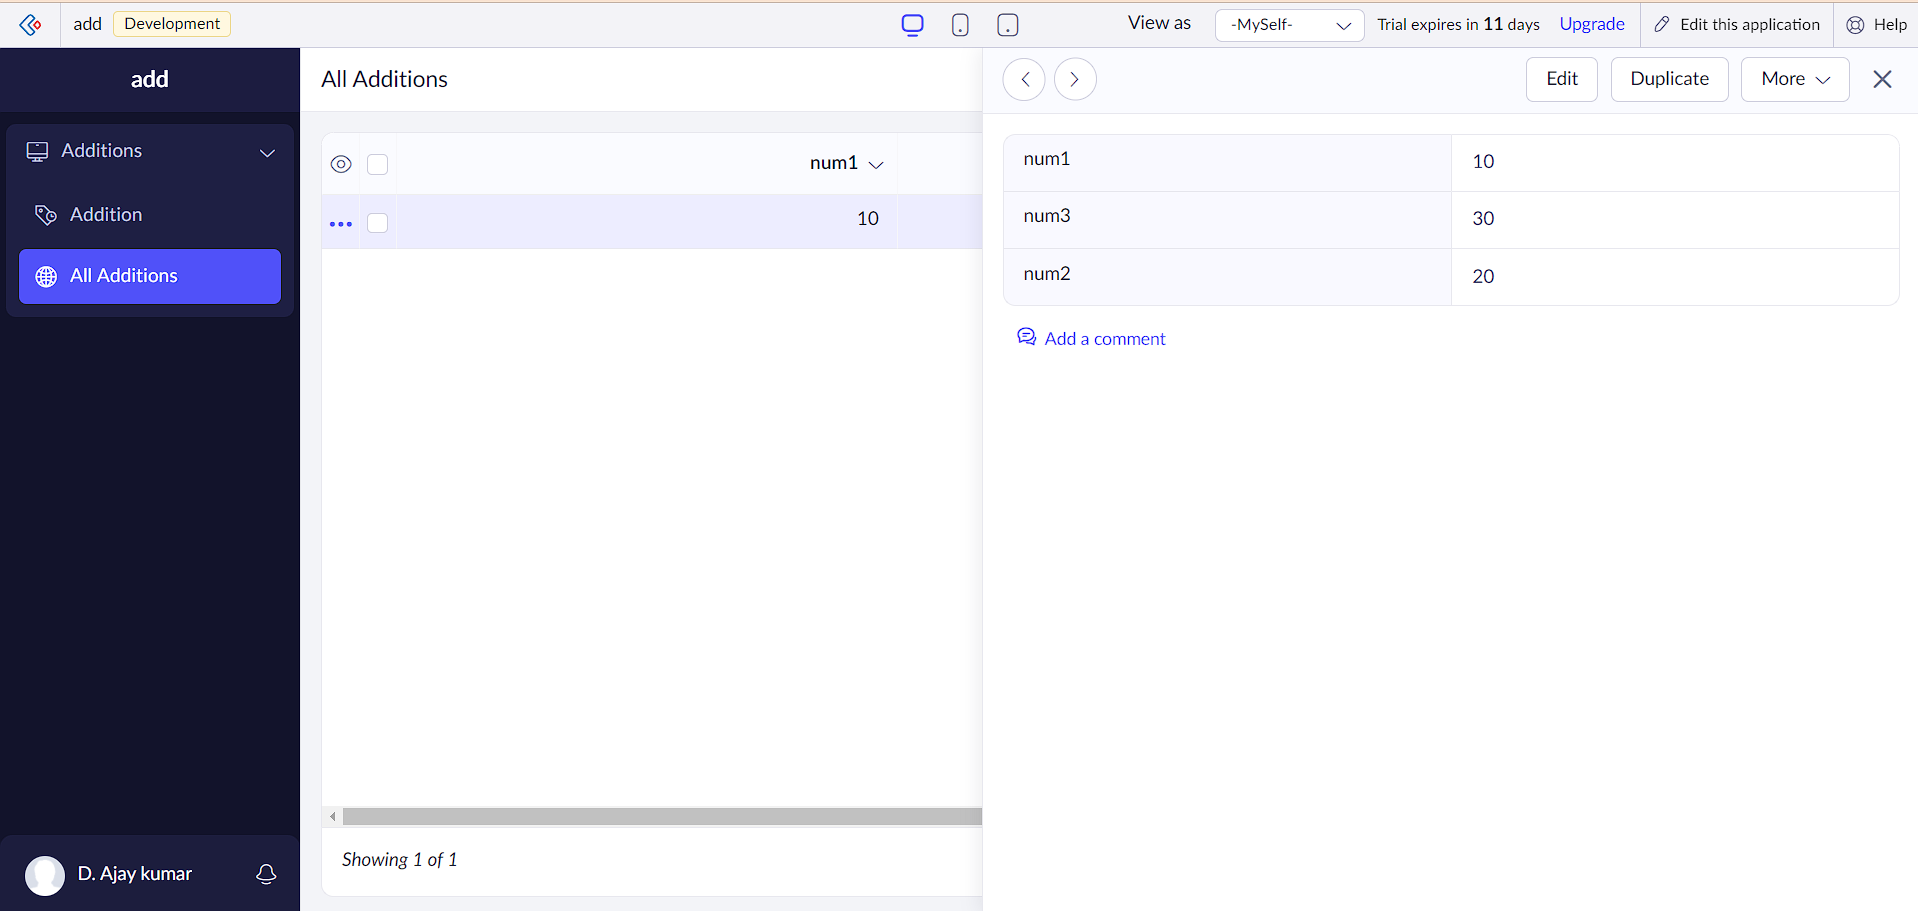 add Development View as -MySelf- Trial expires in 11 days Upgrade Edit this application Help
add
Additions
Addition
All Additions
D. Ajay kumar
All Additions
num1
10
Showing 1 of 1
Edit Duplicate More
num1 10
num3 30
num2 20
Add a comment